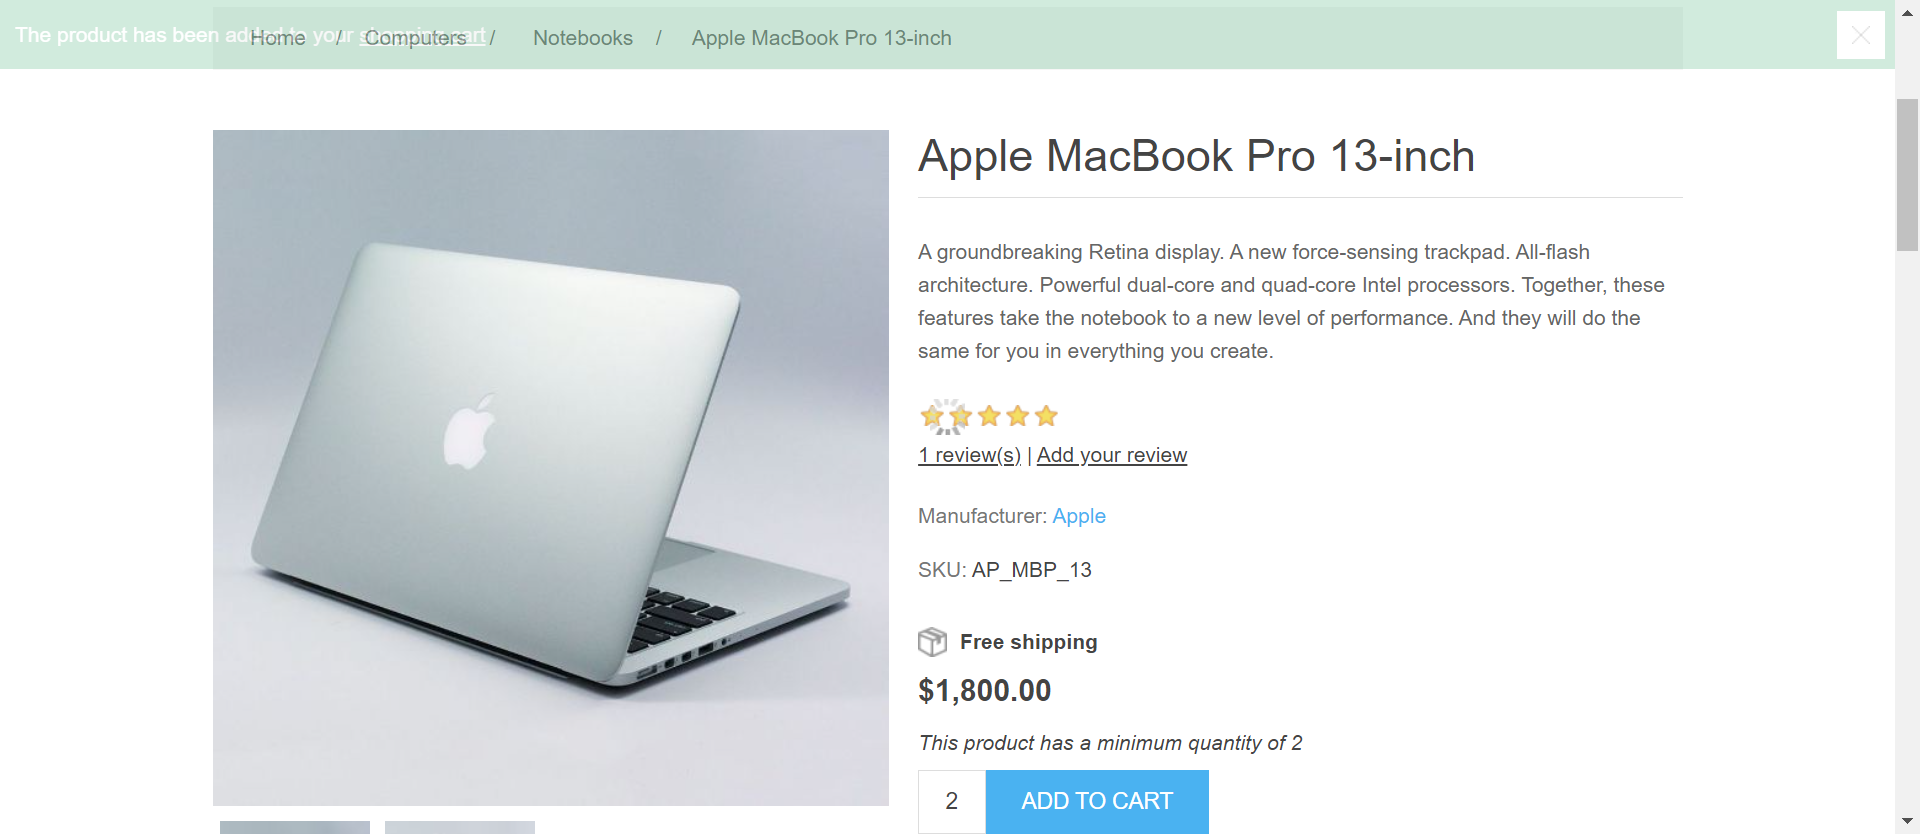 The product has been added to your shopping cart
Home / Computers / Notebooks / Apple MacBook Pro 13-inch
Apple MacBook Pro 13-inch
A groundbreaking Retina display. A new force-sensing trackpad. All-flash
architecture. Powerful dual-core and quad-core Intel processors. Together, these
features take the notebook to a new level of performance. And they will do the
same for you in everything you create.
1 review(s) | Add your review
Manufacturer: Apple
SKU: AP_MBP_13
Free shipping
$1,800.00
This product has a minimum quantity of 2
2 ADD TO CART